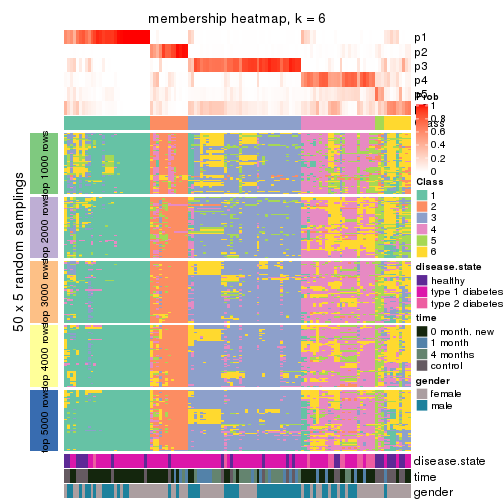 membership heatmap, k = 6
p1
p2
p3
p4
p5
Prob
1
0.8
0.6
0.4
0.2
0
Class
1
2
3
4
5
6
disease.state
healthy
type 1 diabetes
type 2 diabetes
time
0 month. new
1 month
4 months
control
gender
female
male
50 x 5 random samplings
top 1000 rows
top 2000 rows
top 3000 rows
top 4000 rows
top 5000 rows
disease.state
time
gender